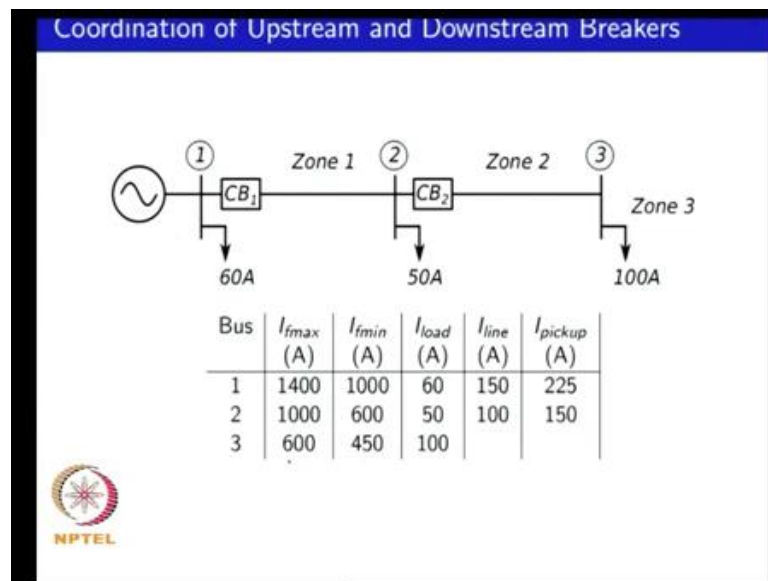 Coordination of Upstream and Downstream Breakers
1 Zone 1 2 Zone 2 3
CB1 CB2
Zone 3
60A 50A 100A
Bus Ifmax Ifmin Iload Iline Ipickup
(A) (A) (A) (A) (A)
1 1400 1000 60 150 225
2 1000 600 50 100 150
3 600 450 100
NPTEL